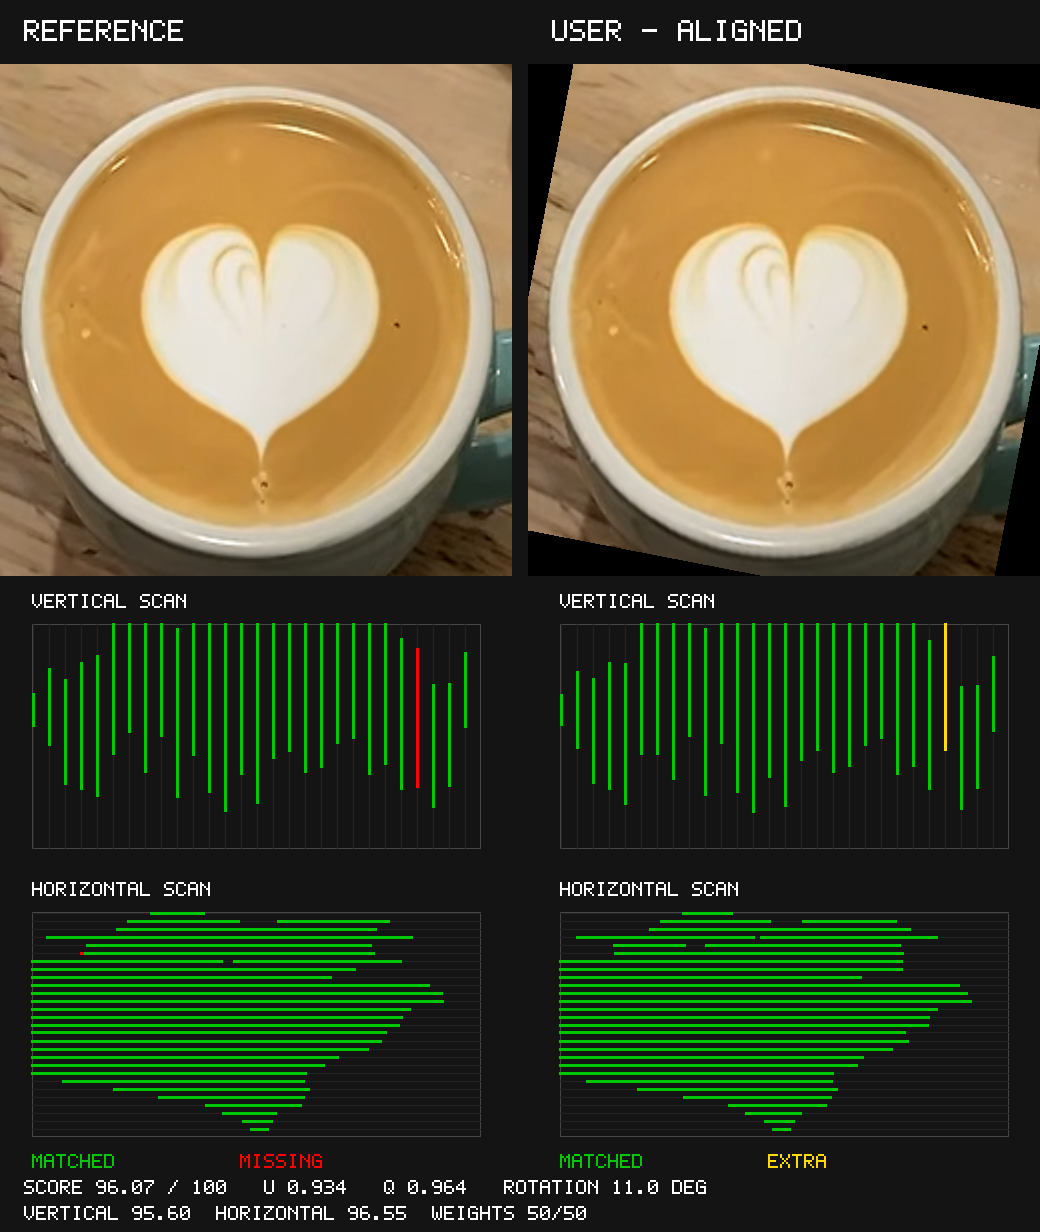 REFERENCE
USER - ALIGNED
VERTICAL SCAN
VERTICAL SCAN
HORIZONTAL SCAN
HORIZONTAL SCAN
MATCHED MISSING
MATCHED EXTRA
SCORE 96.07 / 100 U 0.934 Q 0.964 ROTATION 11.0 DEG
VERTICAL 95.60 HORIZONTAL 96.55 WEIGHTS 50/50